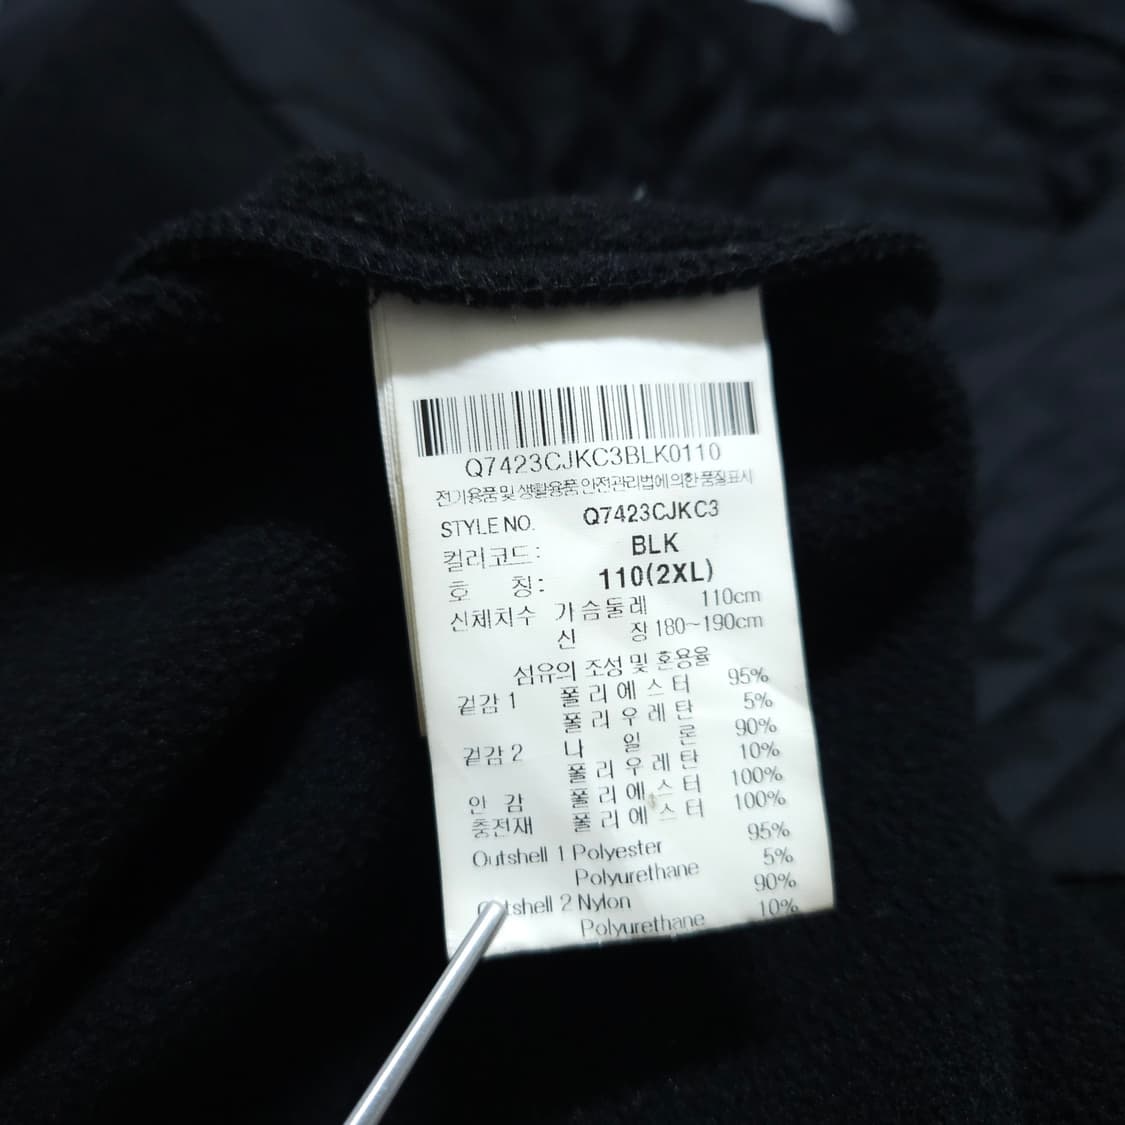 Q7423CJKC3BLK0110
전기용품 및 생활용품 안전관리법에 의한 품질표시
STYLE NO. Q7423CJKC3
컬러코드: BLK
호 칭: 110(2XL)
신체치수 가슴둘레 110cm
신 장 180~190cm
섬유의 조성 및 혼용율
겉감 1 폴리에스터 95%
폴리우레탄 5%
겉감 2 나 일 론 90%
폴리우레탄 10%
안 감 폴리에스터 100%
충전재 폴리에스터 100%
Outshell 1 Polyester 95%
Polyurethane 5%
Outshell 2 Nylon 90%
Polyurethane 10%